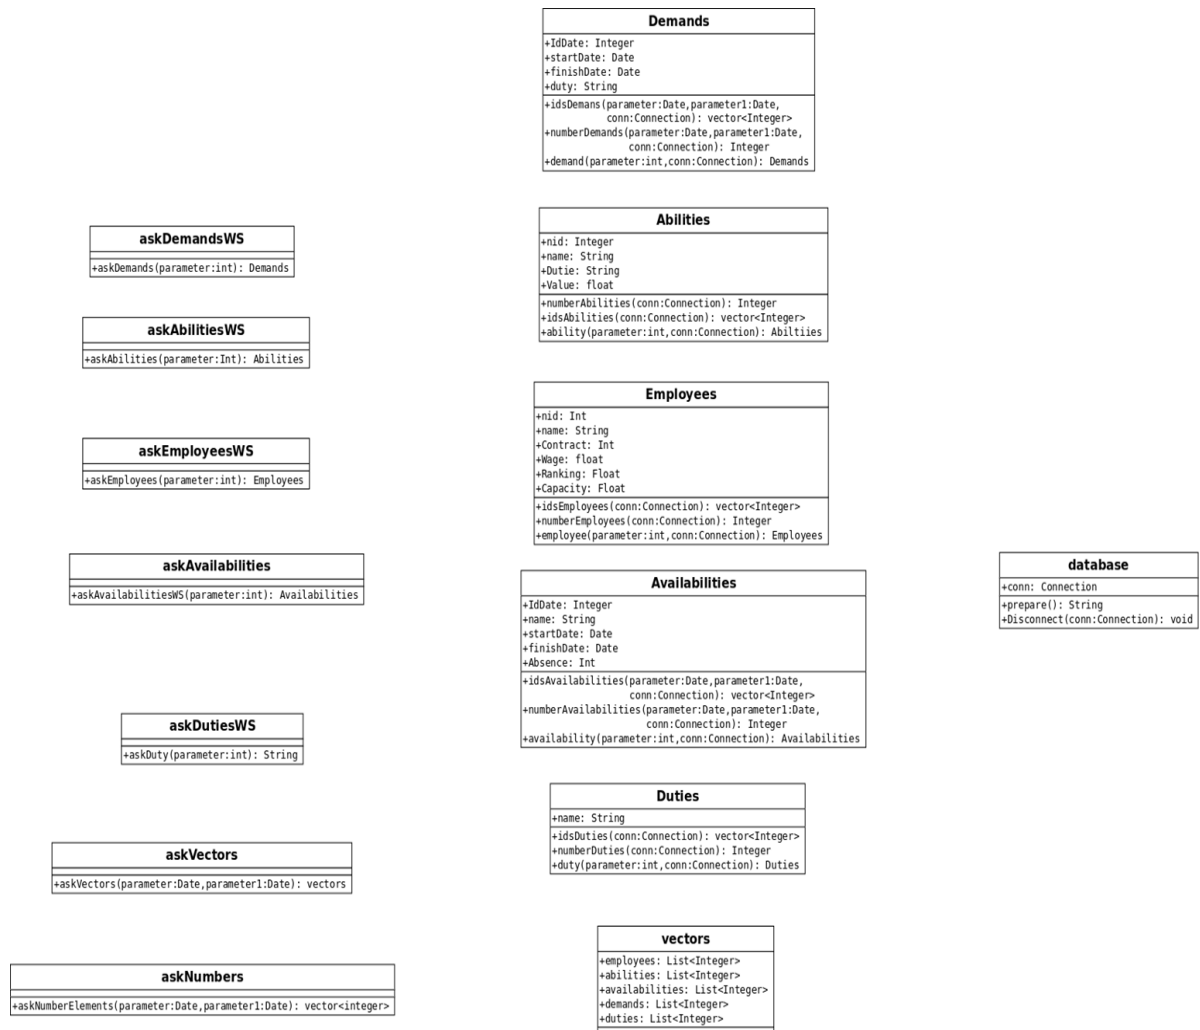 Demands
+IdDate: Integer
+startDate: Date
+finishDate: Date
+duty: String
+idsDemans(parameter:Date,parameter1:Date,
conn:Connection): vector<Integer>
+numberDemands(parameter:Date,parameter1:Date,
conn:Connection): Integer
+demand(parameter:int,conn:Connection): Demands
askDemandsWS
+askDemands(parameter:int): Demands
askAbilitiesWS
+askAbilities(parameter:Int): Abilities
askEmployeesWS
+askEmployees(parameter:int): Employees
askAvailabilities
+askAvailabilitiesWS(parameter:int): Availabilities
askDutiesWS
+askDuty(parameter:int): String
askVectors
+askVectors(parameter:Date,parameter1:Date): vectors
askNumbers
+askNumberElements(parameter:Date,parameter1:Date): vector<integer>
Abilities
+nid: Integer
+name: String
+Dutie: String
+Value: float
+numberAbilities(conn:Connection): Integer
+idsAbilities(conn:Connection): vector<Integer>
+ability(parameter:int,conn:Connection): Abiltiies
Employees
+nid: Int
+name: String
+Contract: Int
+Wage: float
+Ranking: Float
+Capacity: Float
+idsEmployees(conn:Connection): vector<Integer>
+numberEmployees(conn:Connection): Integer
+employee(parameter:int,conn:Connection): Employees
Availabilities
+IdDate: Integer
+name: String
+startDate: Date
+finishDate: Date
+Absence: Int
+idsAvailabilities(parameter:Date,parameter1:Date,
conn:Connection): vector<Integer>
+numberAvailabilities(parameter:Date,parameter1:Date,
conn:Connection): Integer
+availability(parameter:int,conn:Connection): Availabilities
Duties
+name: String
+idsDuties(conn:Connection): vector<Integer>
+numberDuties(conn:Connection): Integer
+duty(parameter:int,conn:Connection): Duties
vectors
+employees: List<Integer>
+abilities: List<Integer>
+availabilities: List<Integer>
+demands: List<Integer>
+duties: List<Integer>
database
+conn: Connection
+prepare(): String
+Disconnect(conn:Connection): void